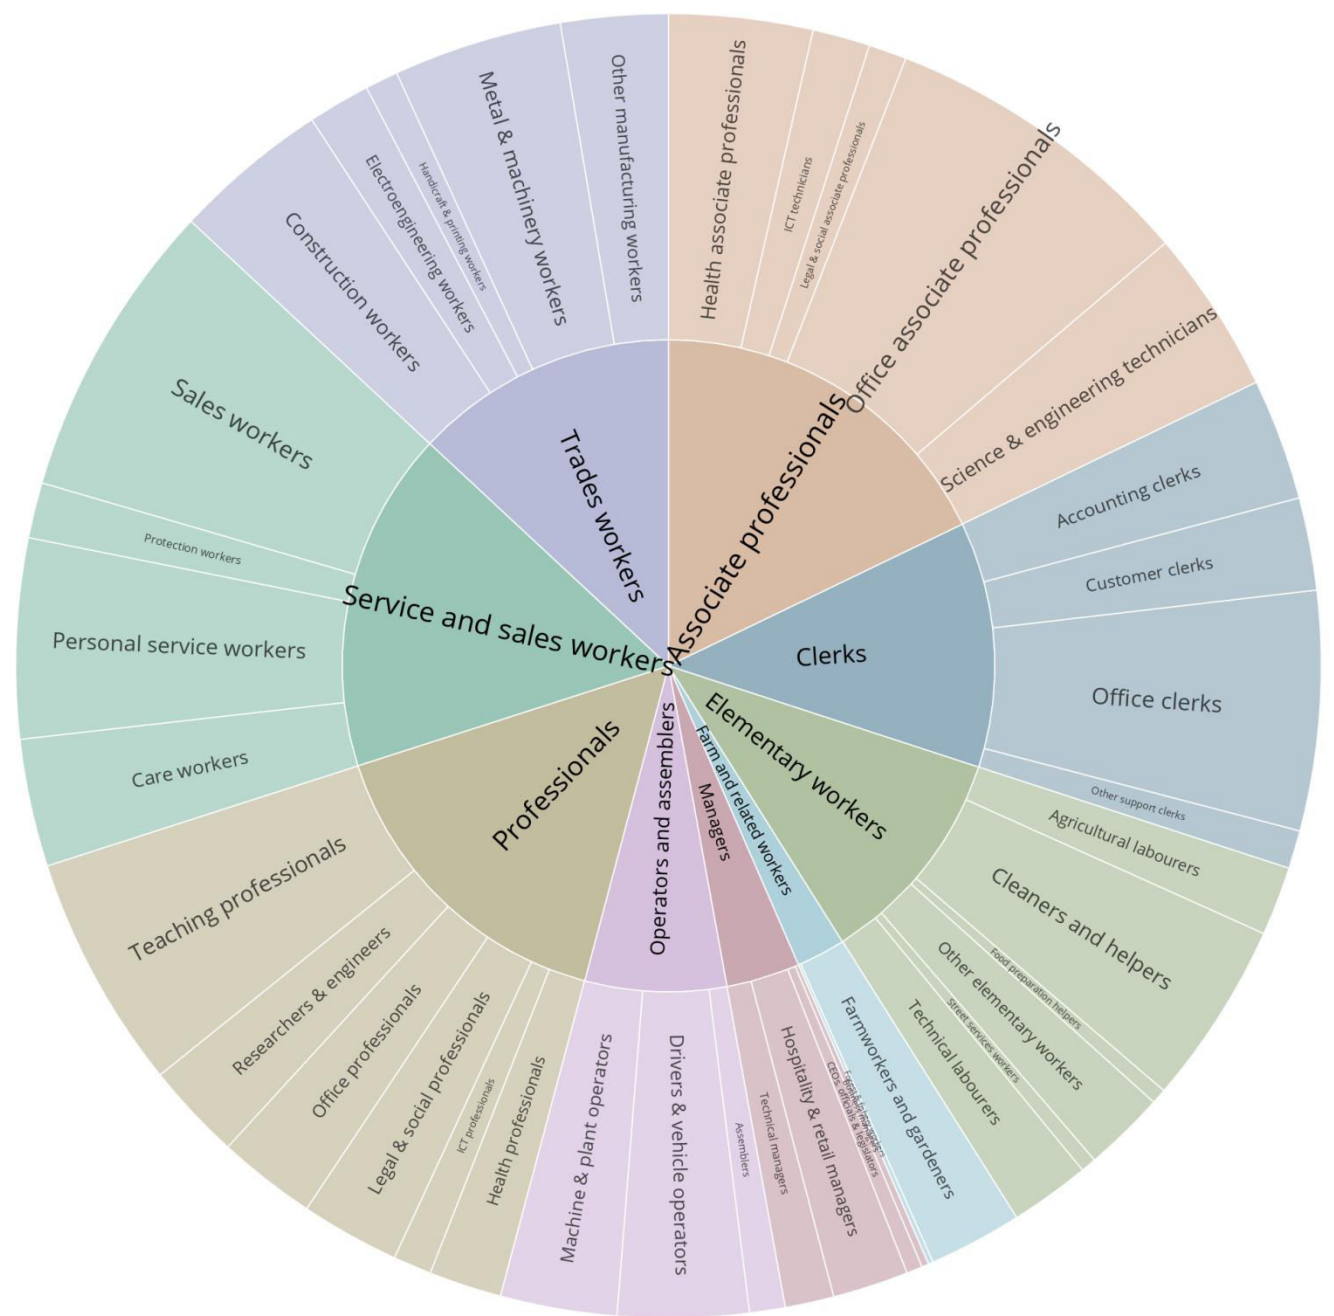 Associate professionals
Health associate professionals
ICT technicians
Legal & social associate professionals
Office associate professionals
Science & engineering technicians
Clerks
Accounting clerks
Customer clerks
Office clerks
Other support clerks
Elementary workers
Agricultural labourers
Cleaners and helpers
Food preparation helpers
Other elementary workers
Street services workers
Technical labourers
Farm and related workers
Farmworkers and gardeners
Managers
CEOs, officials & legislators
Hospitality & retail managers
Technical managers
Operators and assemblers
Assemblers
Drivers & vehicle operators
Machine & plant operators
Professionals
Health professionals
ICT professionals
Legal & social professionals
Office professionals
Researchers & engineers
Teaching professionals
Service and sales workers
Care workers
Personal service workers
Protection workers
Sales workers
Trades workers
Construction workers
Electroengineering workers
Handicraft & printing workers
Metal & machinery workers
Other manufacturing workers